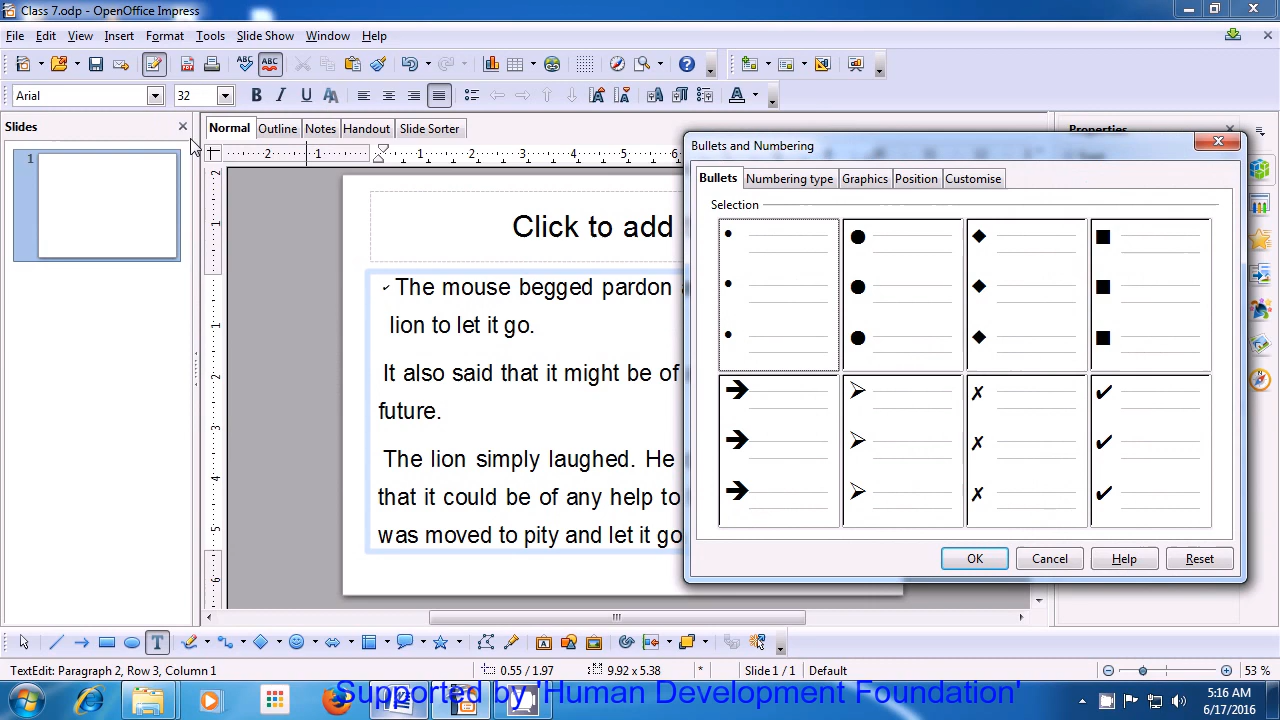 Class 7.odp - OpenOffice Impress
File Edit View Insert Format Tools Slide Show Window Help
Arial 32
Slides
Normal Outline Notes Handout Slide Sorter
Properties
1
Click to add
The mouse begged pardon
lion to let it go.
It also said that it might be of
future.
The lion simply laughed. He
that it could be of any help to
was moved to pity and let it go
Bullets and Numbering
Bullets Numbering type Graphics Position Customise
Selection
OK Cancel Help Reset
TextEdit: Paragraph 2, Row 3, Column 1 0.55 / 1.97 9.92 x 5.38 * Slide 1 / 1 Default 53 %
Supported by 'Human Development Foundation'
5:16 AM
6/17/2016